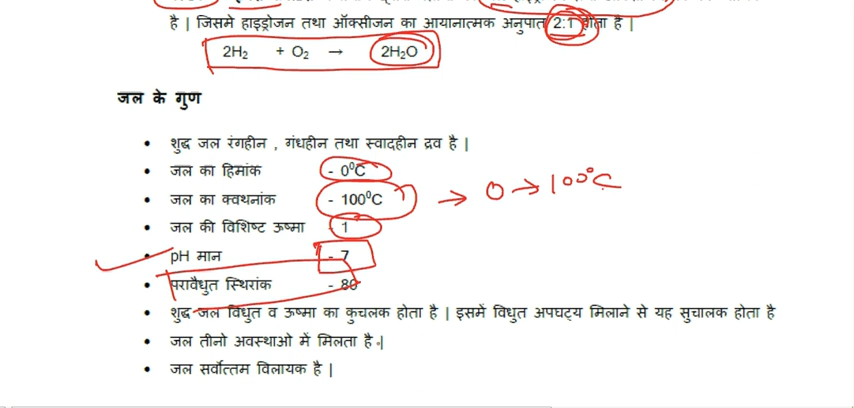 है | जिसमे हाइड्रोजन तथा ऑक्सीजन का आयानात्मक अनुपात 2:1 होता है |
2H₂ + O₂ → 2H₂O
जल के गुण
• शुद्ध जल रंगहीन , गंधहीन तथा स्वादहीन द्रव है |
• जल का हिमांक - 0⁰C
• जल का क्वथनांक - 100⁰C → 0 → 100°C
• जल की विशिष्ट ऊष्मा - 1
• pH मान - 7
• परावैधुत स्थिरांक - 80
• शुद्ध जल विधुत व ऊष्मा का कुचलक होता है | इसमें विधुत अपघट्य मिलाने से यह सुचालक होता है
• जल तीनो अवस्थाओ में मिलता है |
• जल सर्वोत्तम विलायक है |